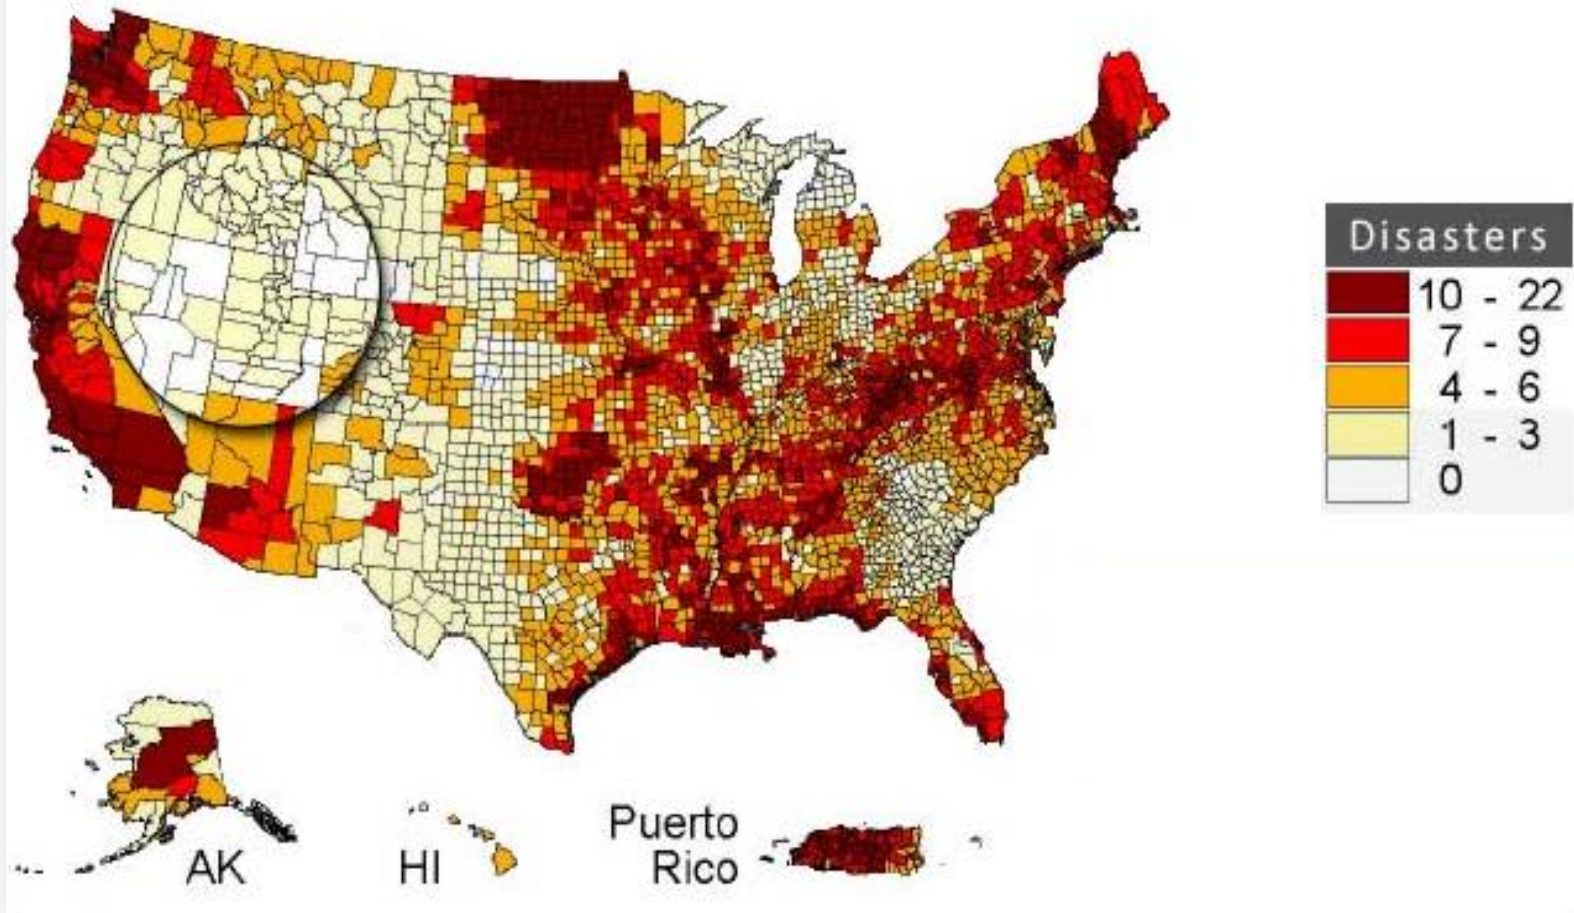 Disasters
10 - 22
7 - 9
4 - 6
1 - 3
0
Puerto
Rico
AK
HI